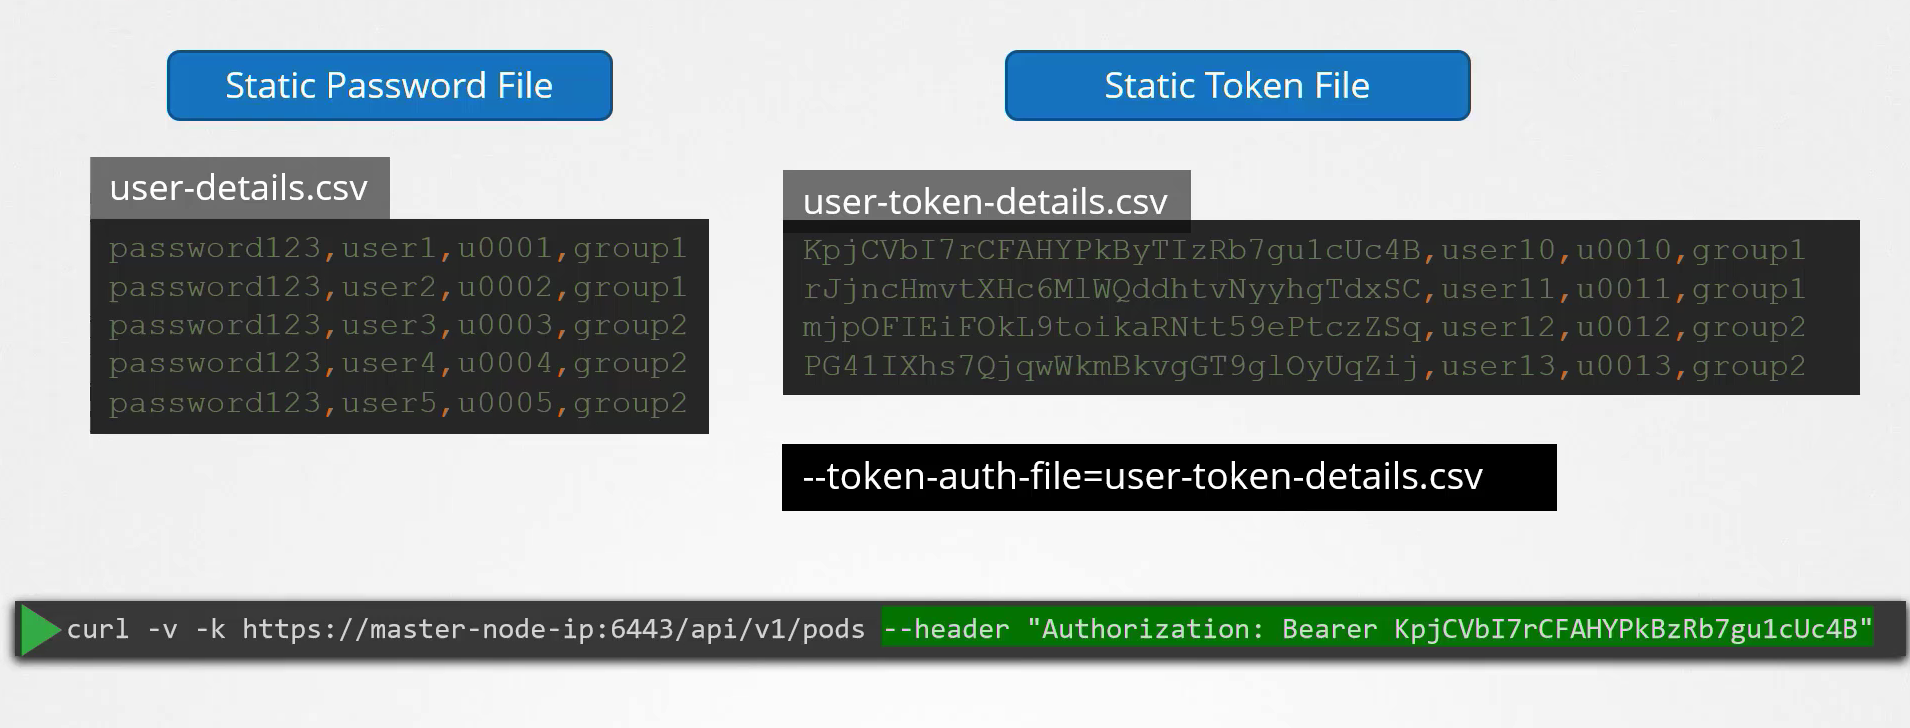 Static Password File
Static Token File
user-details.csv
password123,user1,u0001,group1
password123,user2,u0002,group1
password123,user3,u0003,group2
password123,user4,u0004,group2
password123,user5,u0005,group2
user-token-details.csv
KpjCVbI7rCFAHYPkByTIzRb7gu1cUc4B,user10,u0010,group1
rJjncHmvtXHc6MlWQddhtvNyyhgTdxSC,user11,u0011,group1
mjpOFIEiFOkL9toikaRNtt59ePtczZSq,user12,u0012,group2
PG41IXhs7QjqwWkmBkvgGT9glOyUqZij,user13,u0013,group2
--token-auth-file=user-token-details.csv
curl -v -k https://master-node-ip:6443/api/v1/pods --header "Authorization: Bearer KpjCVbI7rCFAHYPkBzRb7gu1cUc4B"